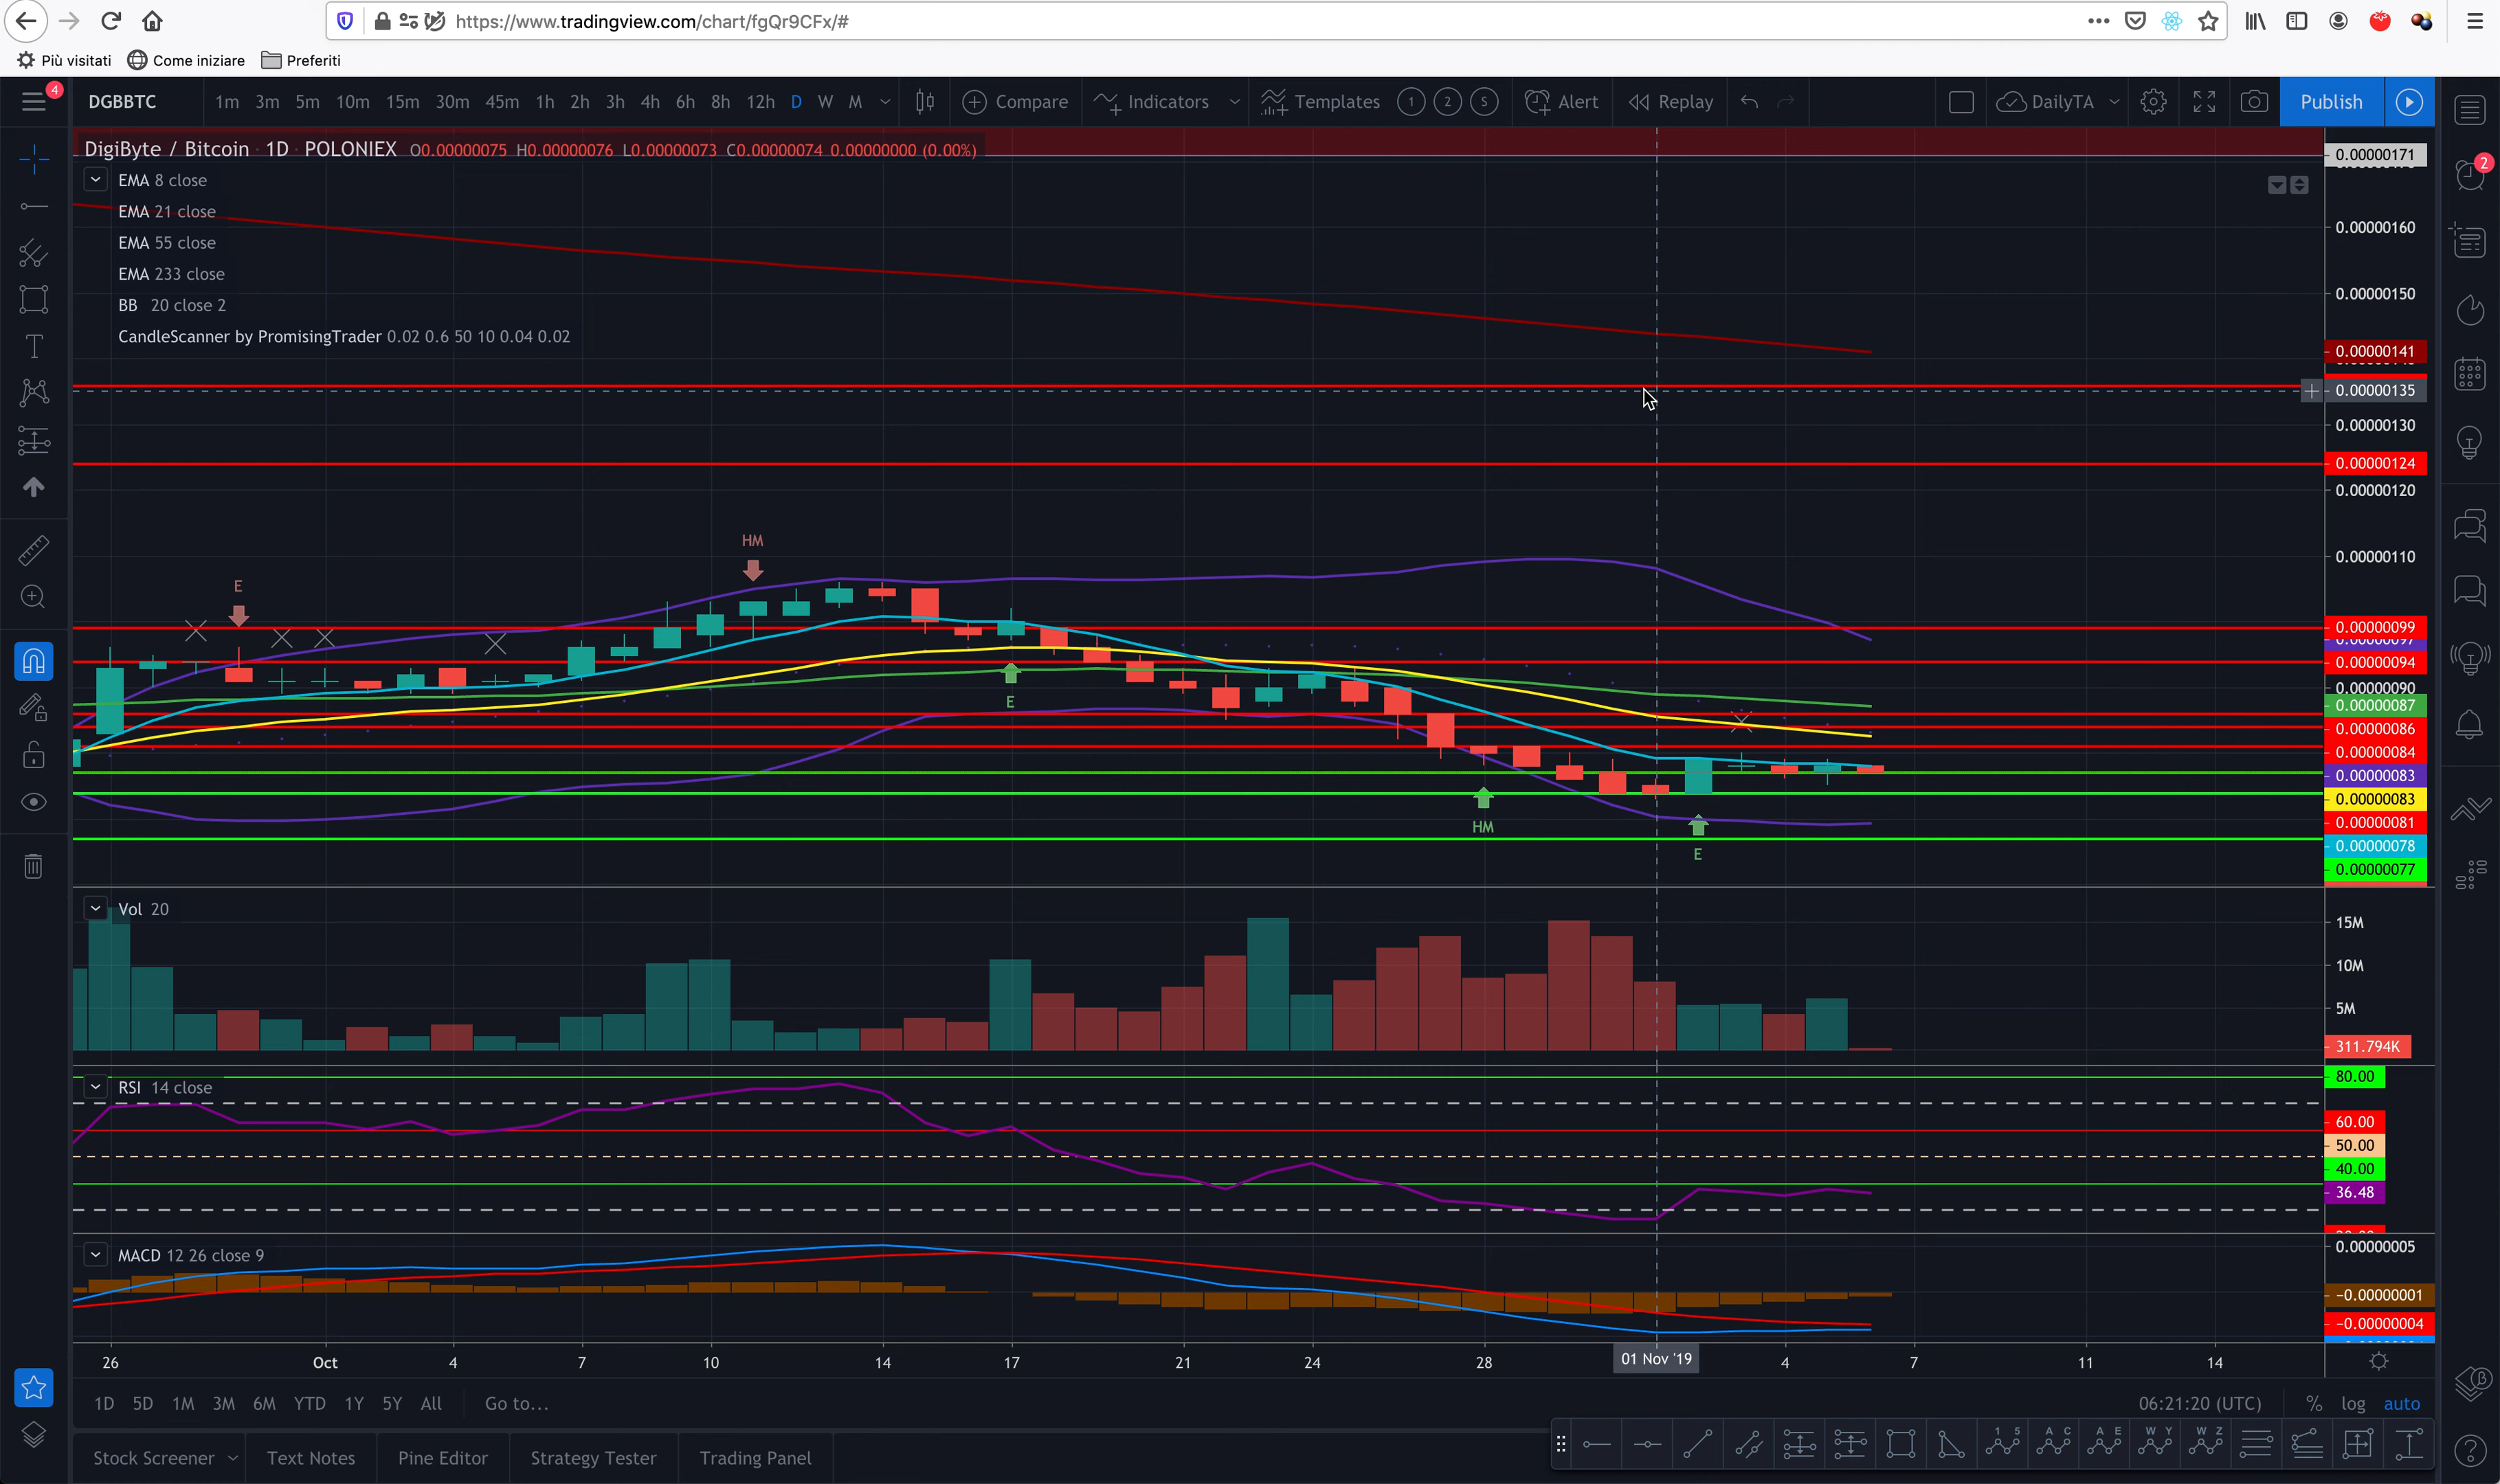 https://www.tradingview.com/chart/fgQr9CFx/#
Più visitati Come iniziare Preferiti
4 DGBBTC 1m 3m 5m 10m 15m 30m 45m 1h 2h 3h 4h 6h 8h 12h D W M Compare Indicators Templates 1 2 S Alert Replay DailyTA Publish
DigiByte / Bitcoin · 1D · POLONIEX O0.00000075 H0.00000076 L0.00000073 C0.00000074 0.00000000 (0.00%)
0.00000171
2
EMA 8 close
EMA 21 close
0.00000160
EMA 55 close
EMA 233 close
0.00000150
BB 20 close 2
CandleScanner by PromisingTrader 0.02 0.6 50 10 0.04 0.02
0.00000141
0.00000135
0.00000130
0.00000124
0.00000120
HM
0.00000110
E
0.00000099
0.00000094
0.00000090
E
0.00000087
0.00000086
0.00000084
0.00000083
0.00000083
HM
0.00000081
0.00000078
E
0.00000077
Vol 20
15M
10M
5M
311.794K
RSI 14 close
80.00
60.00
50.00
40.00
36.48
MACD 12 26 close 9
0.00000005
−0.00000001
−0.00000004
26 Oct 4 7 10 14 17 21 24 28 01 Nov '19 4 7 11 14
1D 5D 1M 3M 6M YTD 1Y 5Y All Go to... 06:21:20 (UTC) % log auto
Stock Screener Text Notes Pine Editor Strategy Tester Trading Panel
1 5 A C A E W Y W Z
β